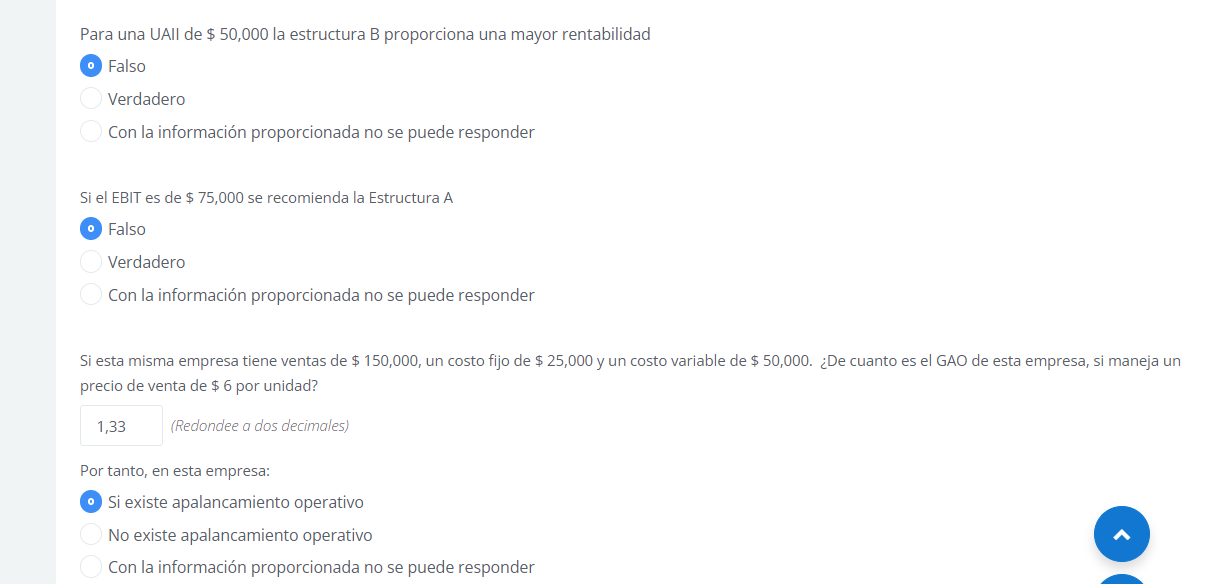 Para una UAII de $ 50,000 la estructura B proporciona una mayor rentabilidad
Falso
Verdadero
Con la información proporcionada no se puede responder
Si el EBIT es de $ 75,000 se recomienda la Estructura A
Falso
Verdadero
Con la información proporcionada no se puede responder
Si esta misma empresa tiene ventas de $ 150,000, un costo fijo de $ 25,000 y un costo variable de $ 50,000. ¿De cuanto es el GAO de esta empresa, si maneja un
precio de venta de $ 6 por unidad?
1,33 (Redondee a dos decimales)
Por tanto, en esta empresa:
Si existe apalancamiento operativo
No existe apalancamiento operativo
Con la información proporcionada no se puede responder